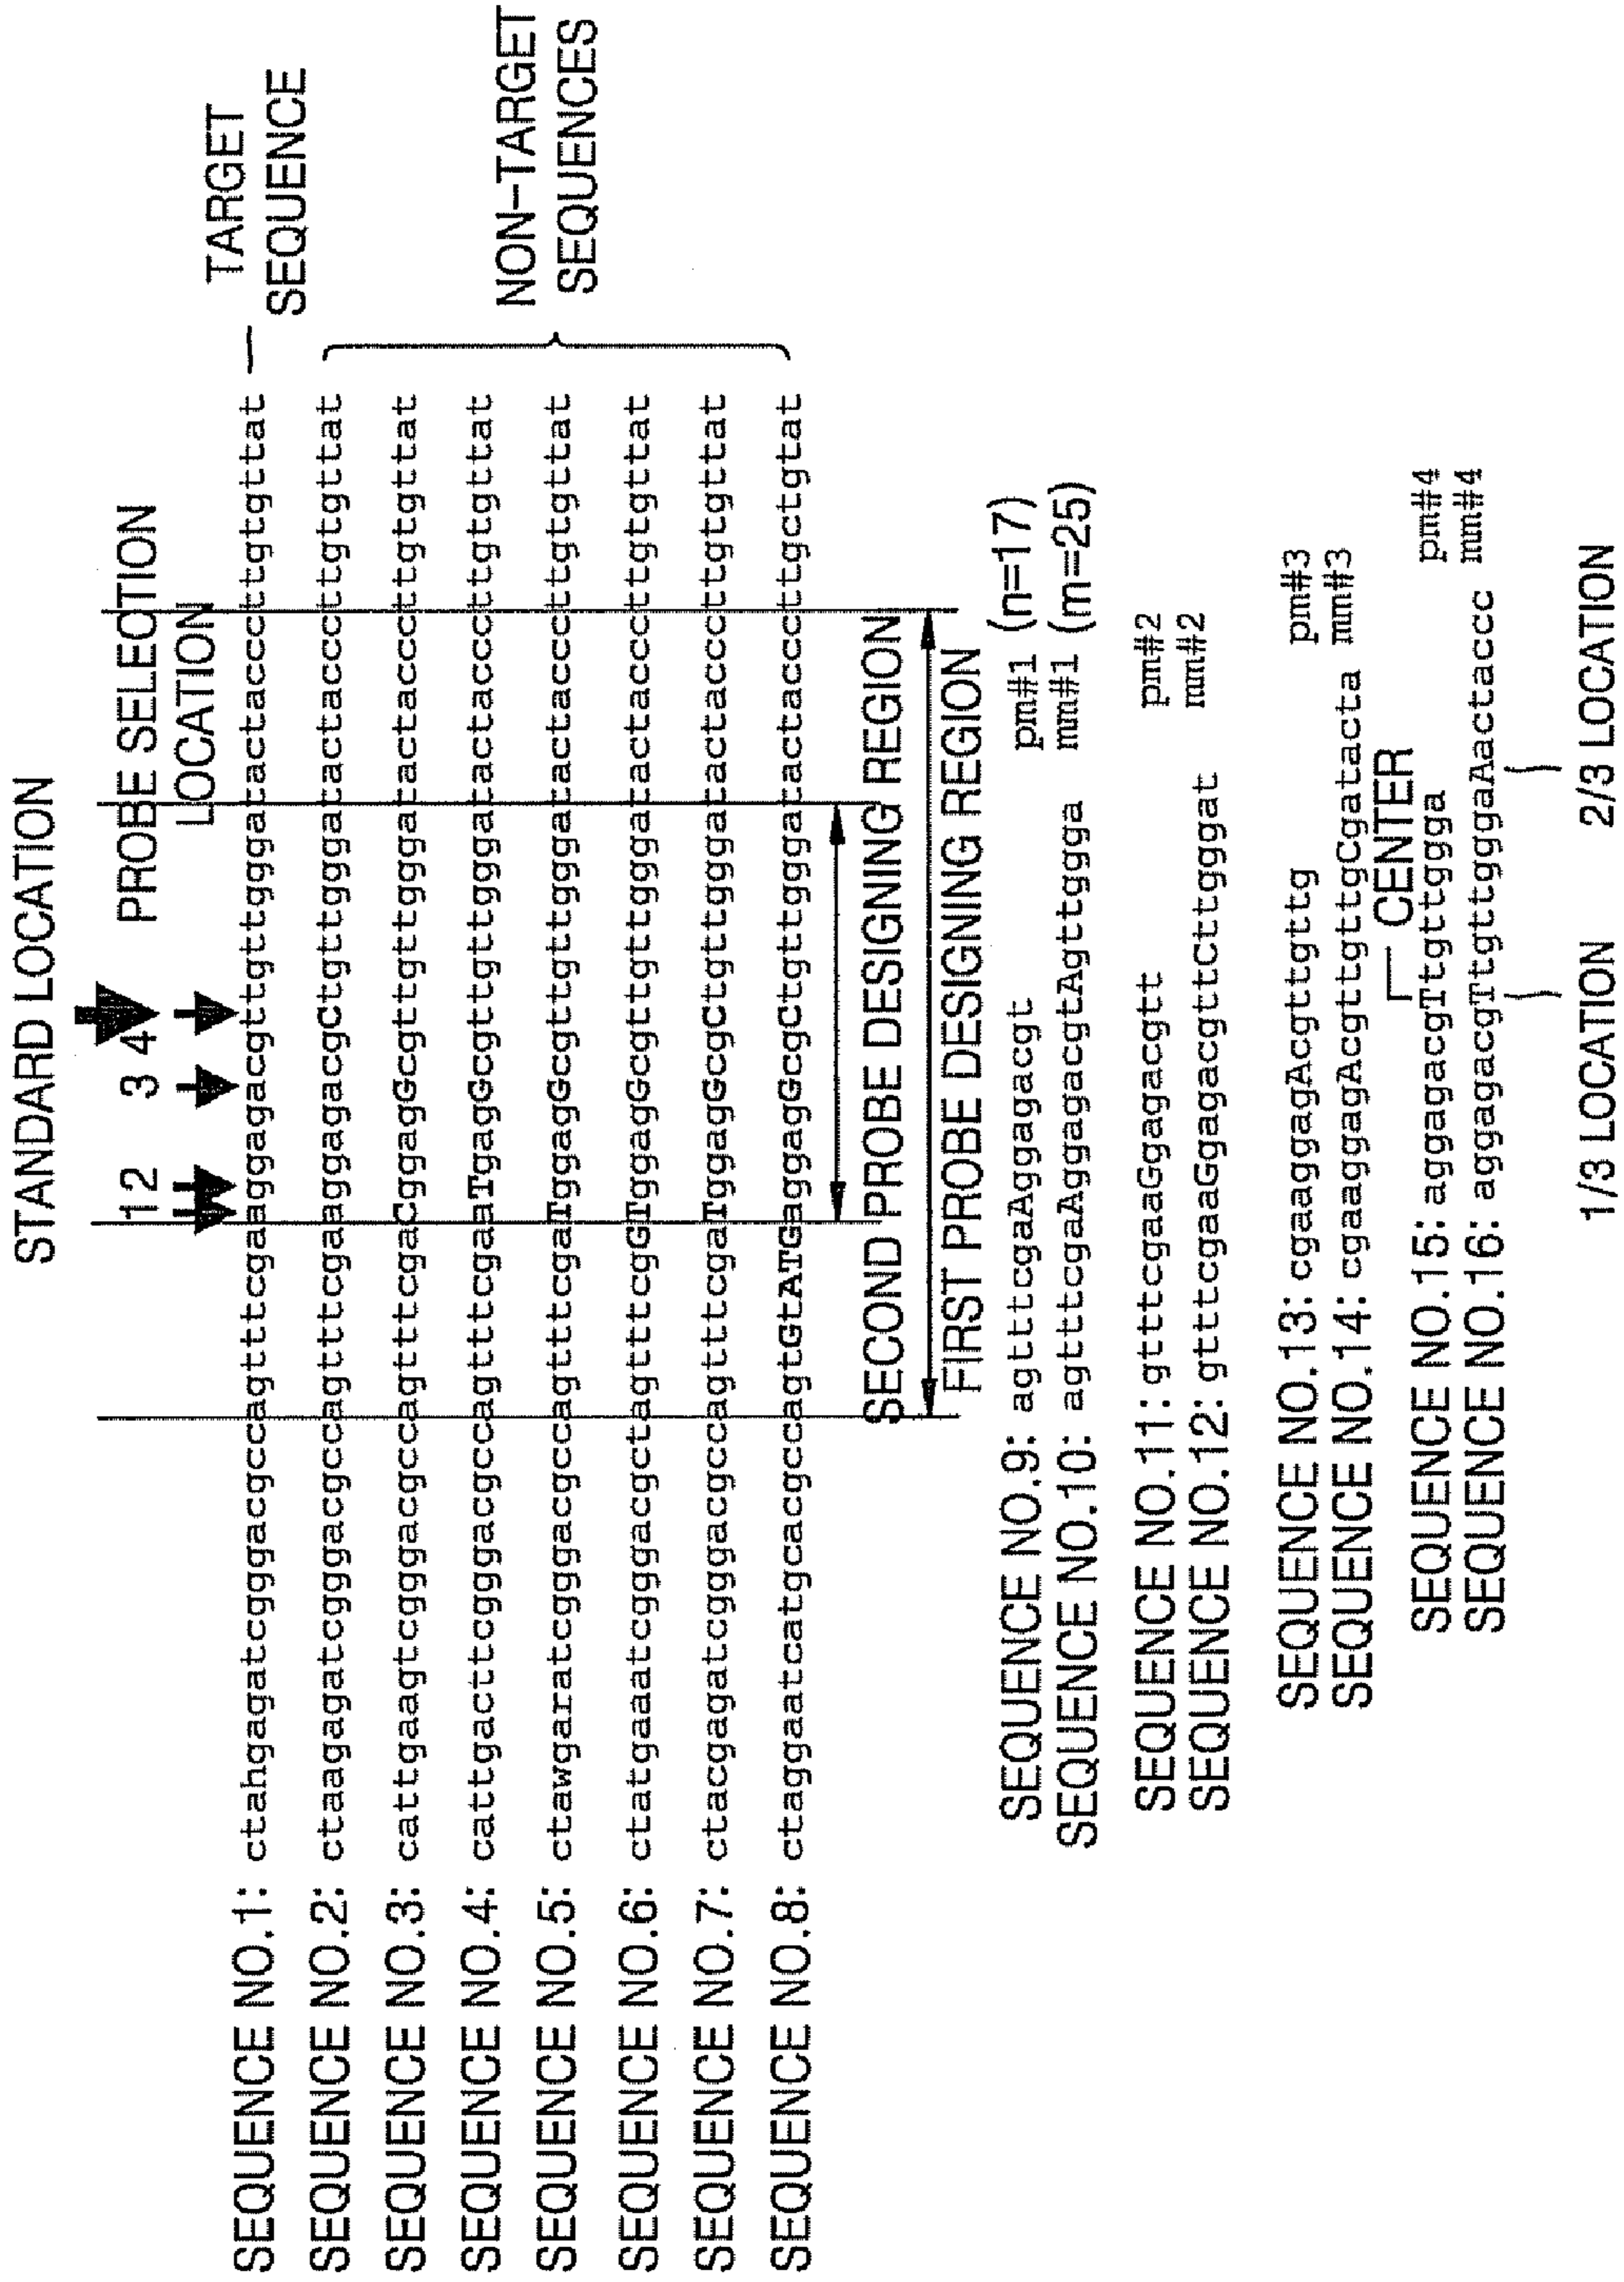 STANDARD LOCATION
1 2 3 4 PROBE SELECTION
LOCATION
SEQUENCE NO.1: ctahgagatcgggacgccagtttcgaaggagacgttgttgggatactacccttgtgttat
TARGET
SEQUENCE
SEQUENCE NO.2: ctaagagatcgggacgccagtttcgaaggagacgCtgttgggatactacccttgtgttat
SEQUENCE NO.3: cattgaagtcgggacgccagtttcgaCggagGcgttgttgggatactacccttgtgttat
SEQUENCE NO.4: cattgacttcgggacgccagtttcgaaTgagGcgttgttgggatactacccttgtgttat
SEQUENCE NO.5: ctawgaratcgggacgccagtttcgaTggagGcgttgttgggatactacccttgtgttat
SEQUENCE NO.6: ctatgaaatcgggacgctagtttcgGTggagGcgttgttgggatactacccttgtgttat
SEQUENCE NO.7: ctacgagatcgggacgccagtttcgaTggagGcgCtgttgggatactacccttgtgttat
SEQUENCE NO.8: ctaggaatcatgcacgccagtGtATGaggagGcgCtgttgggatactacccttgctgtat
NON-TARGET
SEQUENCES
SECOND PROBE DESIGNING REGION
FIRST PROBE DESIGNING REGION
SEQUENCE NO.9: agtttcgaAggagacgt pm#1 (n=17)
SEQUENCE NO.10: agtttcgaAggagacgtAgttggga mm#1 (m=25)
SEQUENCE NO.11: gtttcgaaGgagacgtt pm#2
SEQUENCE NO.12: gtttcgaaGgagacgttCttgggat mm#2
SEQUENCE NO.13: cgaaggagAcgttgttg pm#3
SEQUENCE NO.14: cgaaggagAcgttgttgCgatacta mm#3
CENTER
SEQUENCE NO.15: aggagacgTtgttggga pm#4
SEQUENCE NO.16: aggagacgTtgttgggaAactaccc mm#4
1/3 LOCATION 2/3 LOCATION